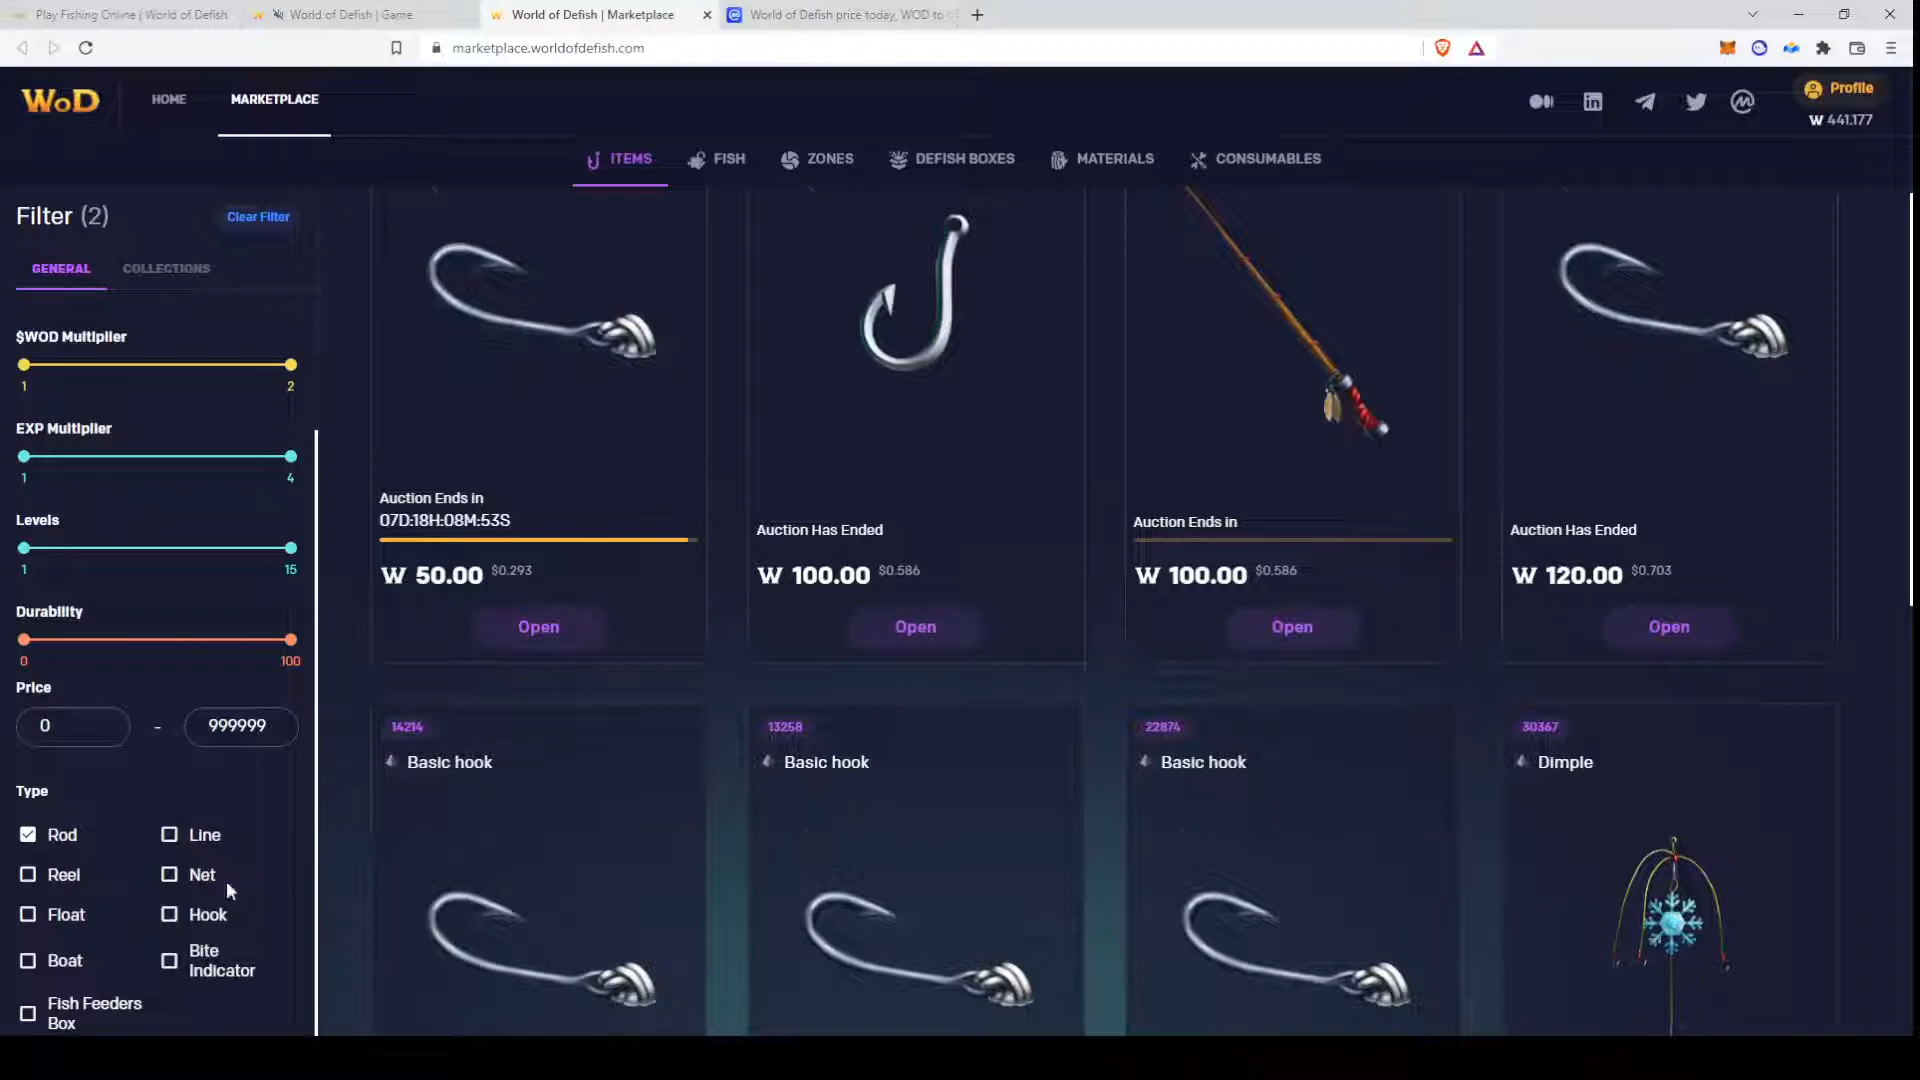 Play Fishing Online | World of Defish
World of Defish | Game
World of Defish | Marketplace
World of Defish price today, WOD to
marketplace.worldofdefish.com
WoD
HOME
MARKETPLACE
Profile
W 441.177
ITEMS
FISH
ZONES
DEFISH BOXES
MATERIALS
CONSUMABLES
Filter (2)
Clear Filter
GENERAL
COLLECTIONS
$WOD Multiplier
1
2
EXP Multiplier
1
4
Levels
1
15
Durability
0
100
Price
0 - 999999
Type
Rod
Line
Reel
Net
Float
Hook
Boat
Bite
Indicator
Fish Feeders
Box
Auction Ends in
07D:18H:08M:53S
W 50.00 $0.293
Open
Auction Has Ended
W 100.00 $0.586
Open
Auction Ends in
W 100.00 $0.586
Open
Auction Has Ended
W 120.00 $0.703
Open
14214
Basic hook
13258
Basic hook
22874
Basic hook
30367
Dimple